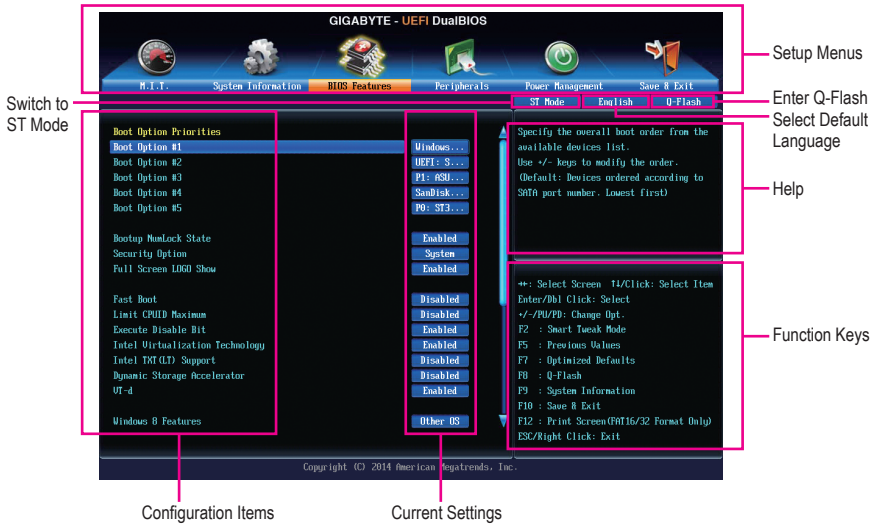 GIGABYTE - UEFI DualBIOS
M.I.T.
System Information
BIOS Features
Peripherals
Power Management
Save & Exit
Setup Menus
Switch to
ST Mode
ST Mode
English
Q-Flash
Enter Q-Flash
Select Default
Language
Boot Option Priorities
Boot Option #1 Windows...
Boot Option #2 UEFI: S...
Boot Option #3 P1: ASU...
Boot Option #4 SanDisk...
Boot Option #5 P0: ST3...
Bootup NumLock State Enabled
Security Option System
Full Screen LOGO Show Enabled
Fast Boot Disabled
Limit CPUID Maximum Disabled
Execute Disable Bit Enabled
Intel Virtualization Technology Enabled
Intel TXT(LT) Support Disabled
Dynamic Storage Accelerator Disabled
VT-d Enabled
Windows 8 Features Other OS
Specify the overall boot order from the
available devices list.
Use +/- keys to modify the order.
(Default: Devices ordered according to
SATA port number. Lowest first)
Help
→←: Select Screen ↑↓/Click: Select Item
Enter/Dbl Click: Select
+/-/PU/PD: Change Opt.
F2 : Smart Tweak Mode
F5 : Previous Values
F7 : Optimized Defaults
F8 : Q-Flash
F9 : System Information
F10 : Save & Exit
F12 : Print Screen(FAT16/32 Format Only)
ESC/Right Click: Exit
Function Keys
Copyright (C) 2014 American Megatrends, Inc.
Configuration Items
Current Settings